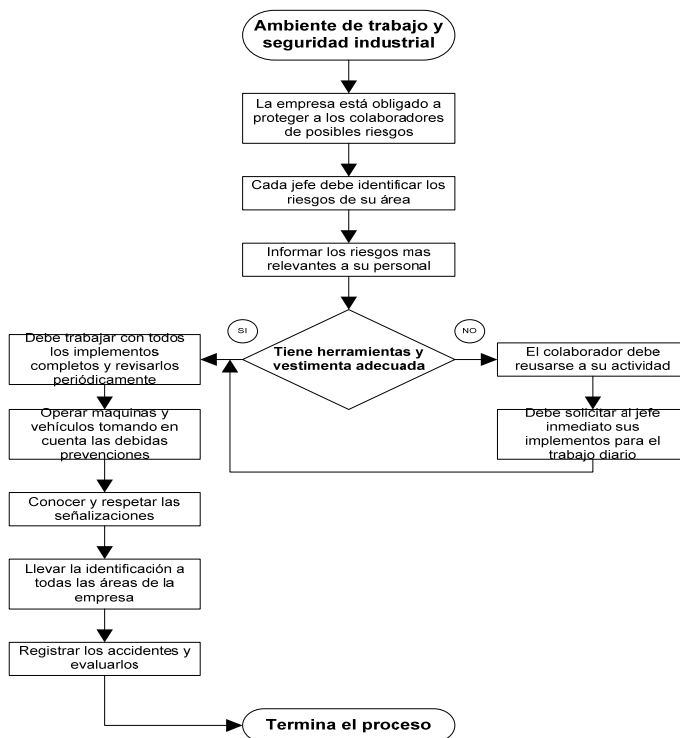 Ambiente de trabajo y
seguridad industrial
La empresa está obligado a
proteger a los colaboradores
de posibles riesgos
Cada jefe debe identificar los
riesgos de su área
Informar los riesgos mas
relevantes a su personal
SI
NO
Tiene herramientas y
vestimenta adecuada
Debe trabajar con todos
los implementos
completos y revisarlos
periódicamente
El colaborador debe
reusarse a su actividad
Operar maquinas y
vehículos tomando en
cuenta las debidas
prevenciones
Debe solicitar al jefe
inmediato sus
implementos para el
trabajo diario
Conocer y respetar las
señalizaciones
Llevar la identificación a
todas las áreas de la
empresa
Registrar los accidentes y
evaluarlos
Termina el proceso